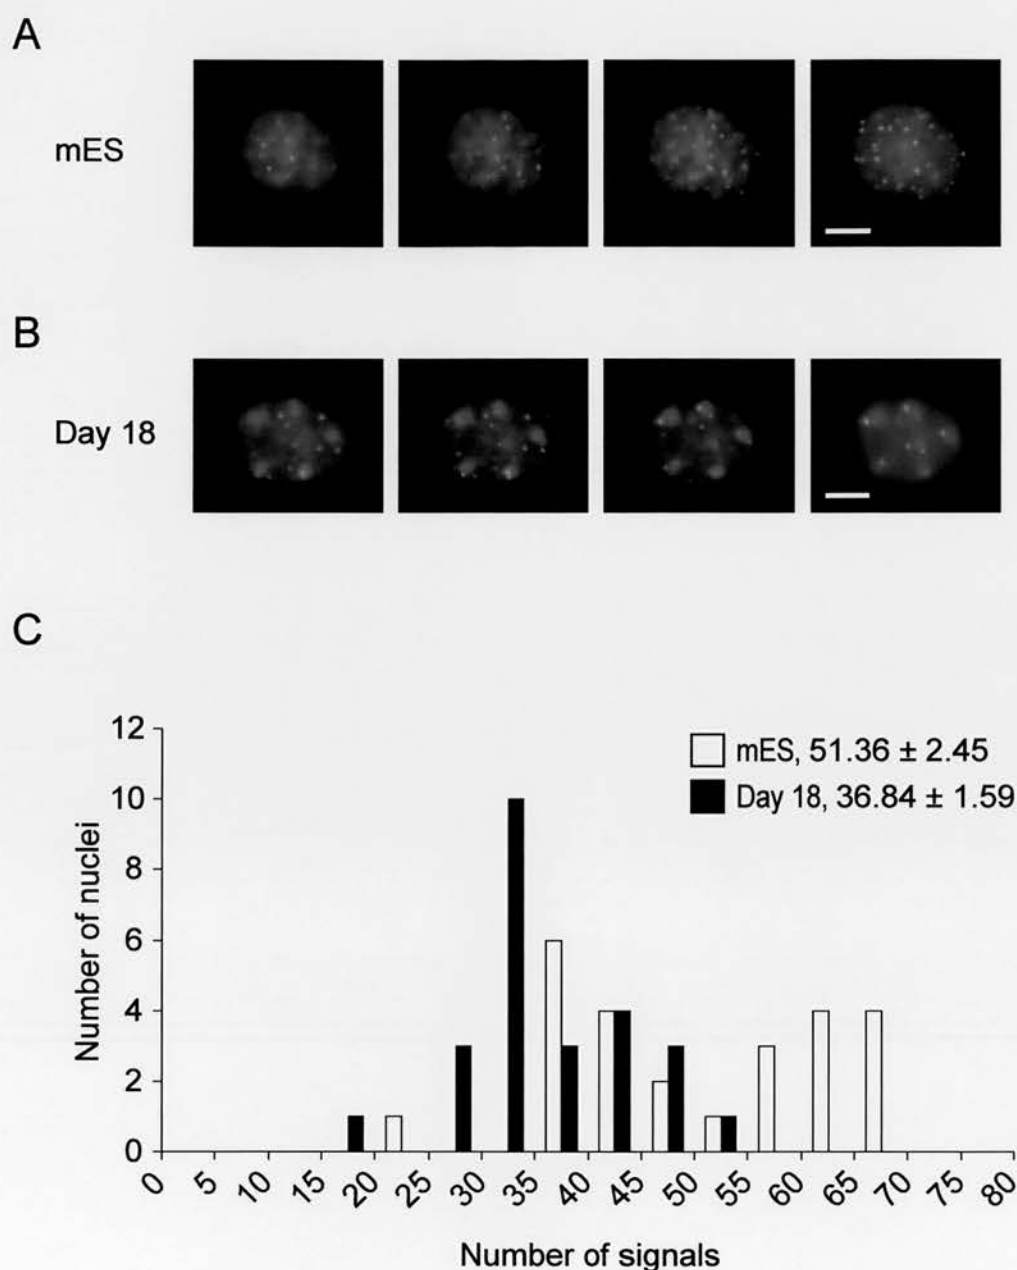 A
mES
B
Day 18
C
12
10
8
6
4
2
0
Number of nuclei
mES, 51.36 ± 2.45
Day 18, 36.84 ± 1.59
0 5 10 15 20 25 30 35 40 45 50 55 60 65 70 75 80
Number of signals